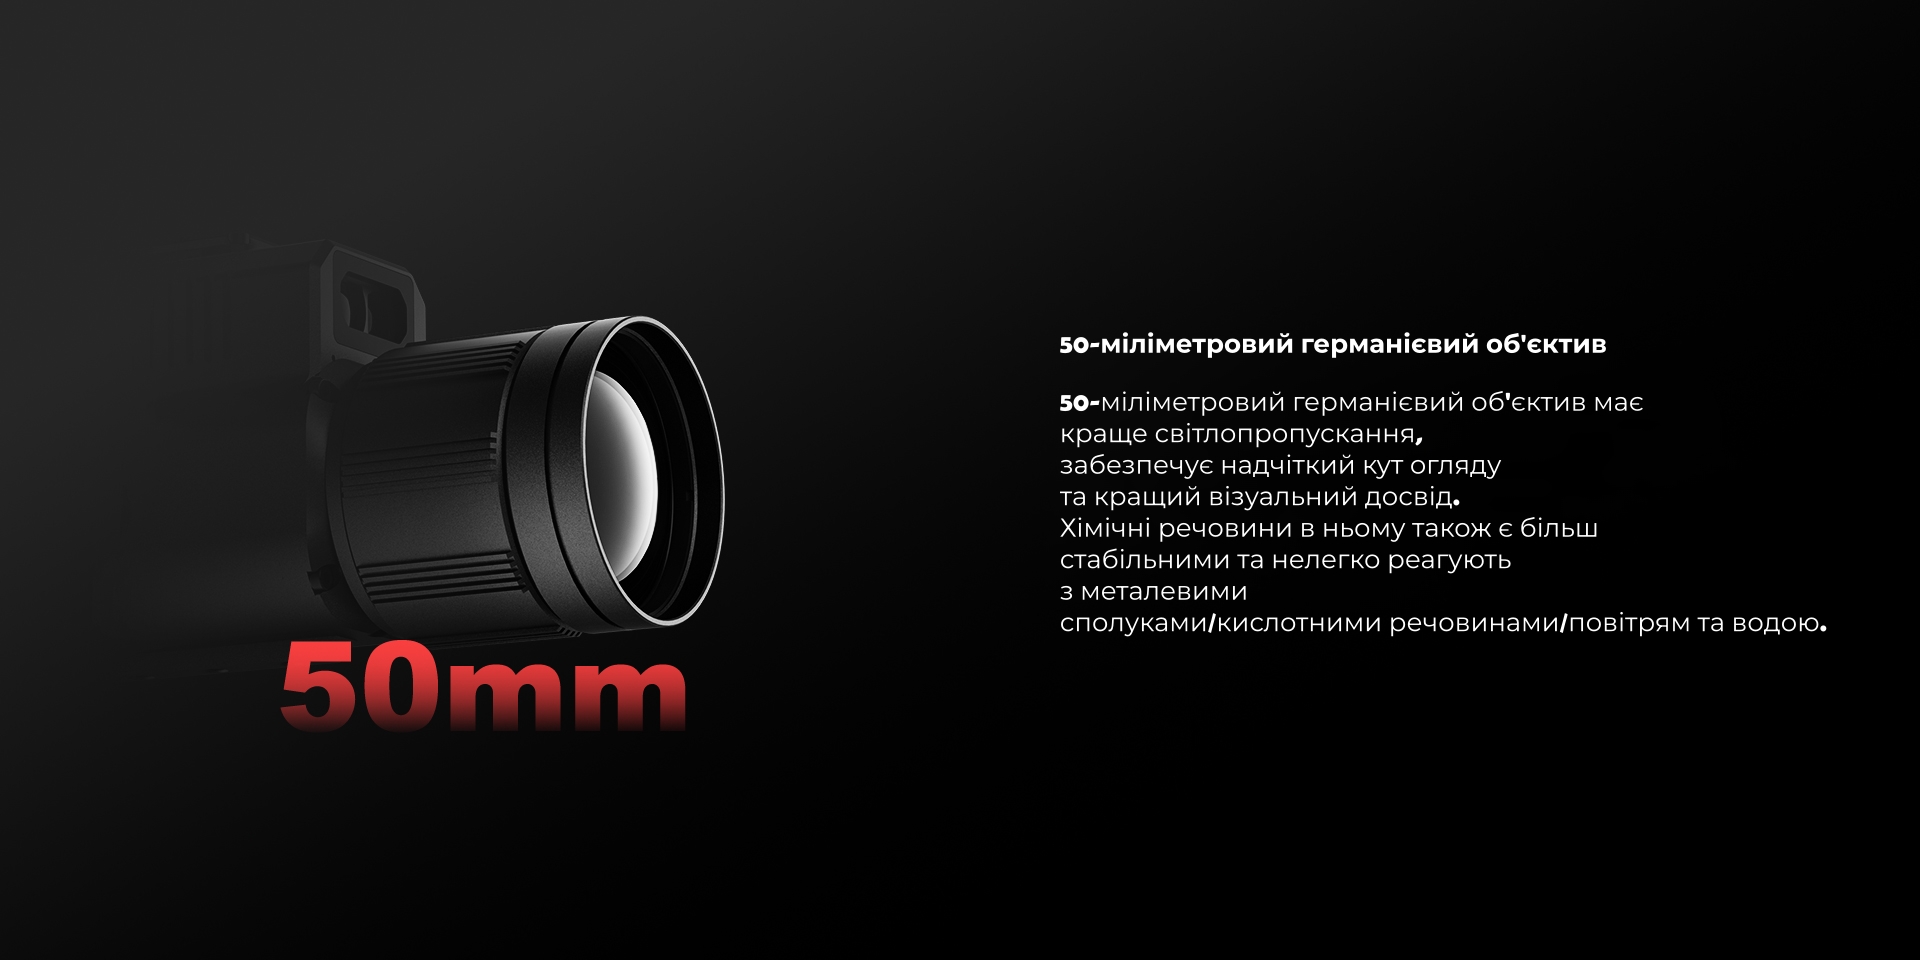 50mm
50-міліметровий германієвий об'єктив
50-міліметровий германієвий об'єктив має
краще світлопропускання,
забезпечує надчіткий кут огляду
та кращий візуальний досвід.
Хімічні речовини в ньому також є більш
стабільними та нелегко реагують
з металевими
сполуками/кислотними речовинами/повітрям та водою.